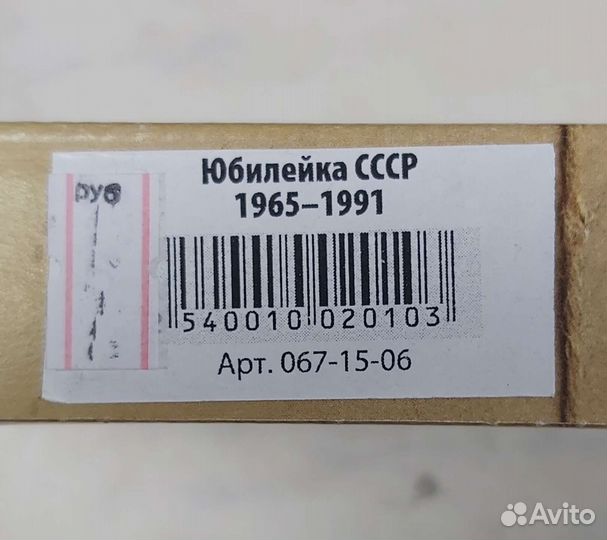 Юбилейка СССР
1965–1991
руб
540010 020103
Арт. 067-15-06
Avito